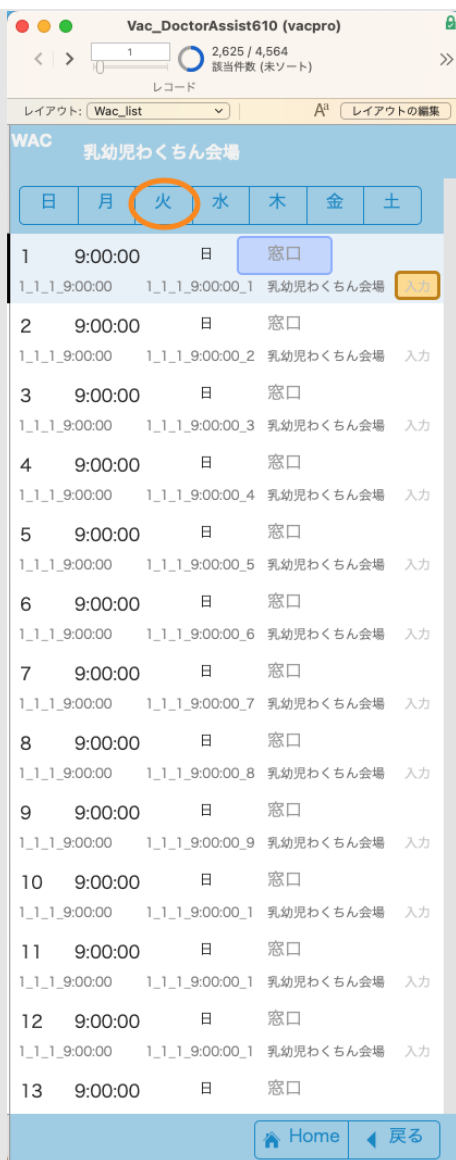 Vac_DoctorAssist610 (vacpro)
1
2,625 / 4,564
該当件数 (未ソート)
レコード
レイアウト: Wac_list Aª レイアウトの編集
WAC
乳幼児わくちん会場
日 月 火 水 木 金 土
1 9:00:00 日 窓口
1_1_1_9:00:00 1_1_1_9:00:00_1 乳幼児わくちん会場 入力
2 9:00:00 日 窓口
1_1_1_9:00:00 1_1_1_9:00:00_2 乳幼児わくちん会場 入力
3 9:00:00 日 窓口
1_1_1_9:00:00 1_1_1_9:00:00_3 乳幼児わくちん会場 入力
4 9:00:00 日 窓口
1_1_1_9:00:00 1_1_1_9:00:00_4 乳幼児わくちん会場 入力
5 9:00:00 日 窓口
1_1_1_9:00:00 1_1_1_9:00:00_5 乳幼児わくちん会場 入力
6 9:00:00 日 窓口
1_1_1_9:00:00 1_1_1_9:00:00_6 乳幼児わくちん会場 入力
7 9:00:00 日 窓口
1_1_1_9:00:00 1_1_1_9:00:00_7 乳幼児わくちん会場 入力
8 9:00:00 日 窓口
1_1_1_9:00:00 1_1_1_9:00:00_8 乳幼児わくちん会場 入力
9 9:00:00 日 窓口
1_1_1_9:00:00 1_1_1_9:00:00_9 乳幼児わくちん会場 入力
10 9:00:00 日 窓口
1_1_1_9:00:00 1_1_1_9:00:00_1 乳幼児わくちん会場 入力
11 9:00:00 日 窓口
1_1_1_9:00:00 1_1_1_9:00:00_1 乳幼児わくちん会場 入力
12 9:00:00 日 窓口
1_1_1_9:00:00 1_1_1_9:00:00_1 乳幼児わくちん会場 入力
13 9:00:00 日 窓口
Home 戻る